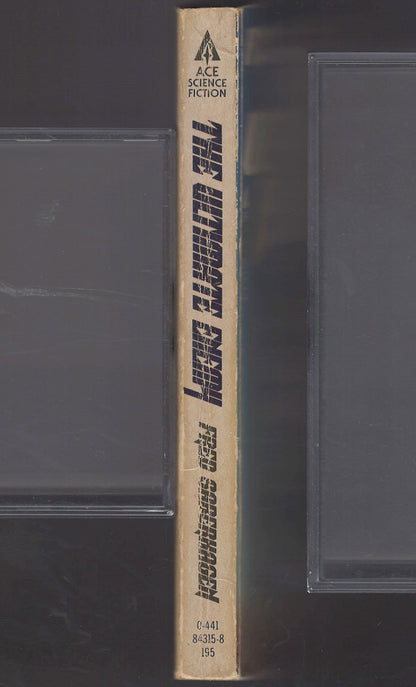 ACE
SCIENCE
FICTION
THE ULTIMATE ENEMY
FRED SABERHAGEN
0-441
84315-8
195